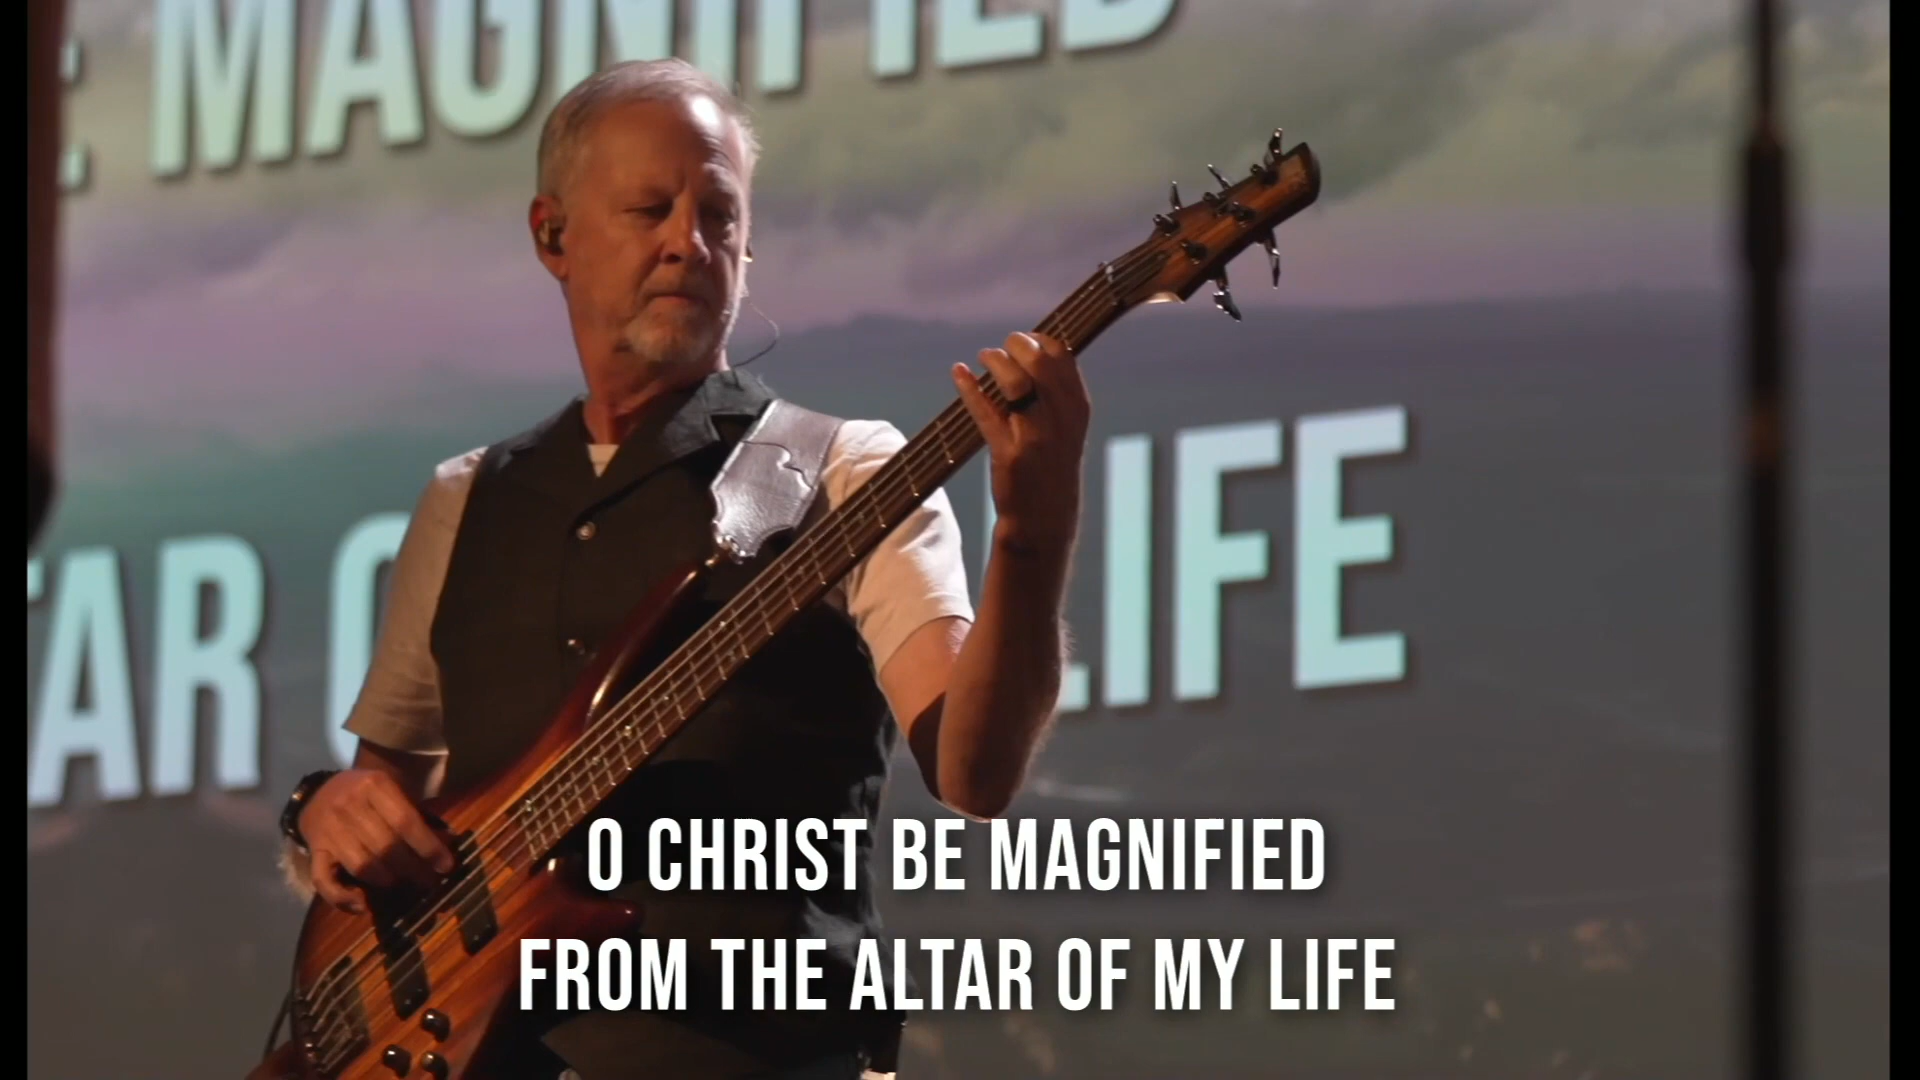 MAGNIFIED
LIFE
O CHRIST BE MAGNIFIED
FROM THE ALTAR OF MY LIFE